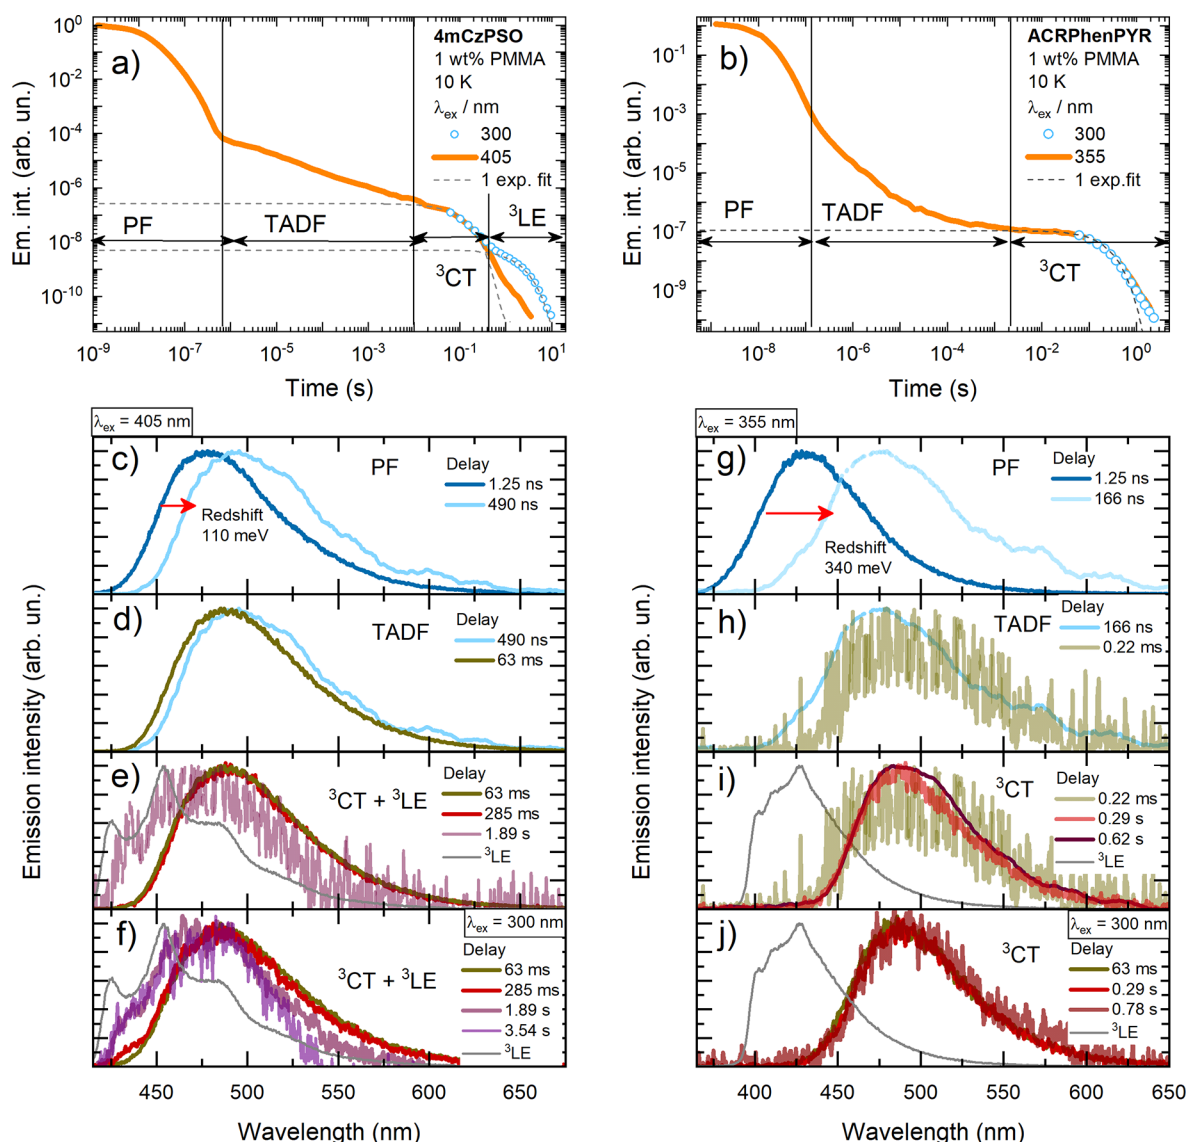 4mCzPSO
1 wt% PMMA
10 K
λex / nm
300
405
1 exp. fit
a)
PF
TADF
3CT
3LE
Em. int. (arb. un.)
10^0
10^-2
10^-4
10^-6
10^-8
10^-10
10^-9
10^-7
10^-5
10^-3
10^-1
10^1
Time (s)
ACRPhenPYR
1 wt% PMMA
10 K
λex / nm
300
355
1 exp.fit
b)
PF
TADF
3CT
Em. int. (arb. un.)
10^-1
10^-3
10^-5
10^-7
10^-9
10^-8
10^-6
10^-4
10^-2
10^0
Time (s)
λex = 405 nm
c)
PF
Delay
1.25 ns
490 ns
Redshift
110 meV
d)
TADF
Delay
490 ns
63 ms
e)
3CT + 3LE
Delay
63 ms
285 ms
1.89 s
3LE
f)
λex = 300 nm
3CT + 3LE
Delay
63 ms
285 ms
1.89 s
3.54 s
3LE
Emission intensity (arb. un.)
450
500
550
600
650
Wavelength (nm)
λex = 355 nm
g)
PF
Delay
1.25 ns
166 ns
Redshift
340 meV
h)
TADF
Delay
166 ns
0.22 ms
i)
3CT
Delay
0.22 ms
0.29 s
0.62 s
3LE
j)
λex = 300 nm
3CT
Delay
63 ms
0.29 s
0.78 s
3LE
Emission intensity (arb. un.)
400
450
500
550
600
650
Wavelength (nm)